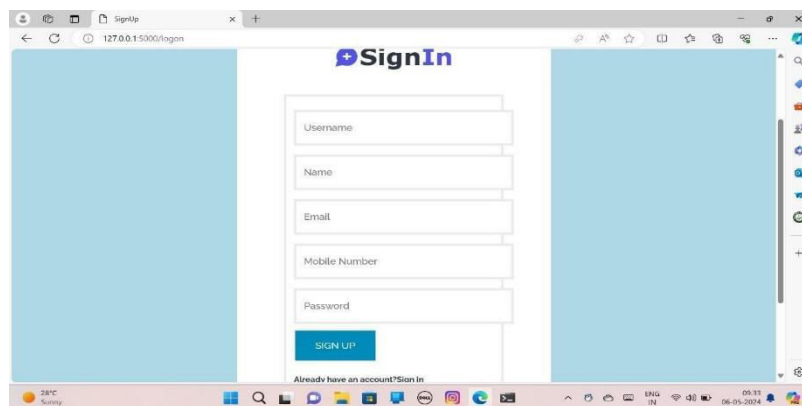 SignUp
127.0.0.1:5000/logon
SignIn
Username
Name
Email
Mobile Number
Password
SIGN UP
Already have an account?Sign In
28°C
Sunny
ENG
IN
09:33
06-05-2024